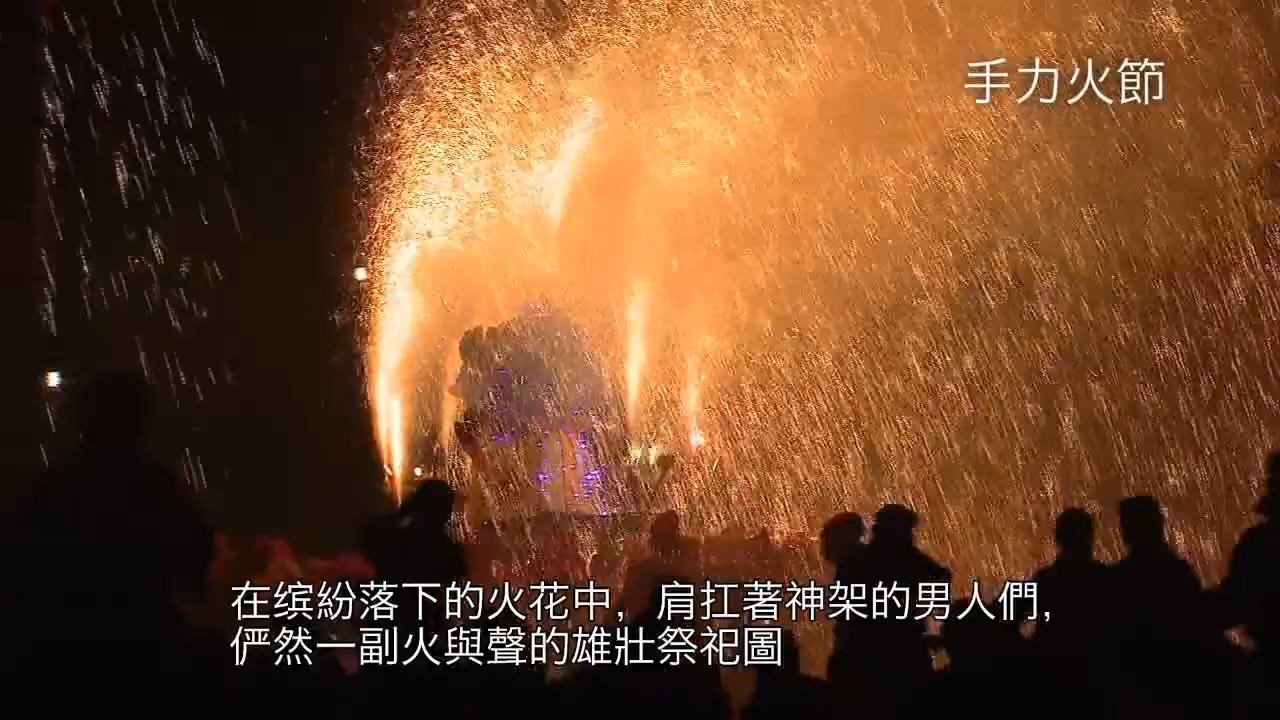 手力火節
在缤紛落下的火花中，肩扛著神架的男人們，
俨然一副火與聲的雄壯祭祀圖